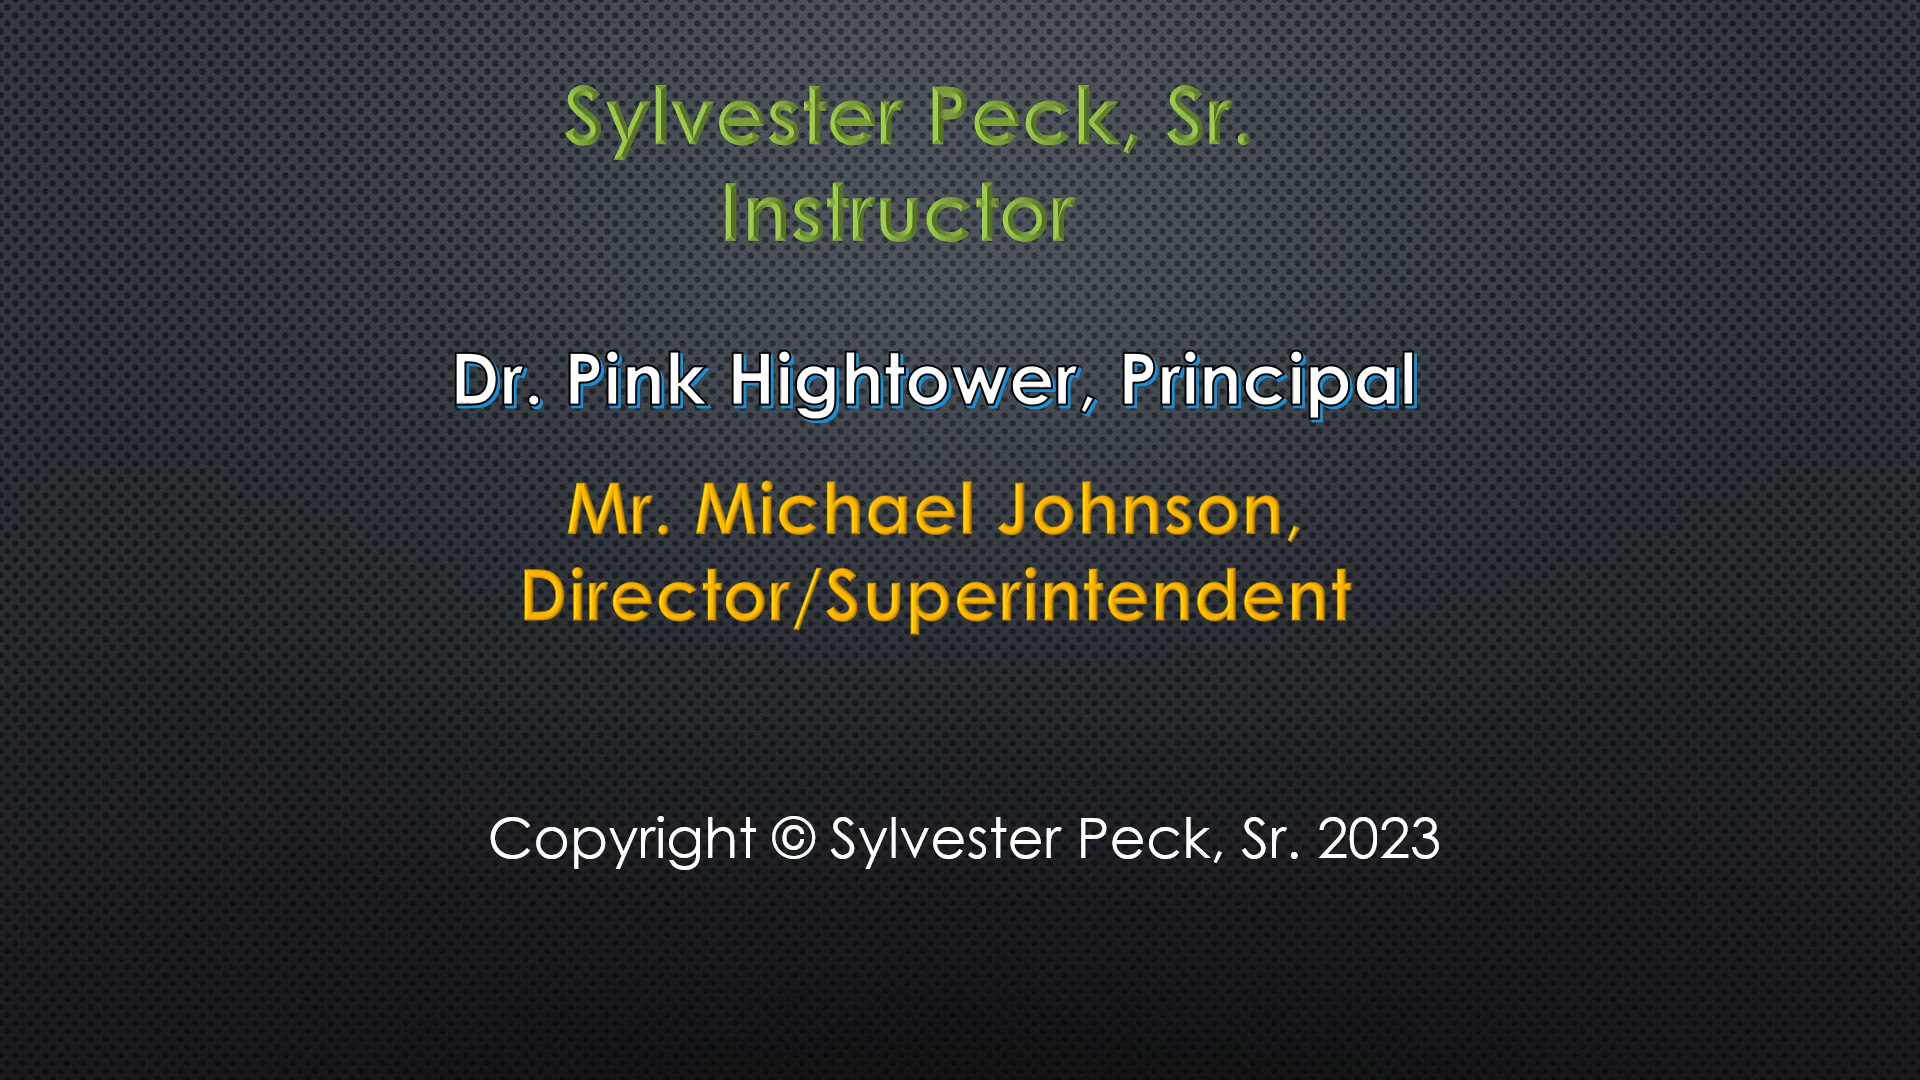 Sylvester Peck, Sr.
Instructor
Dr. Pink Hightower, Principal
Mr. Michael Johnson,
Director/Superintendent
Copyright © Sylvester Peck, Sr. 2023